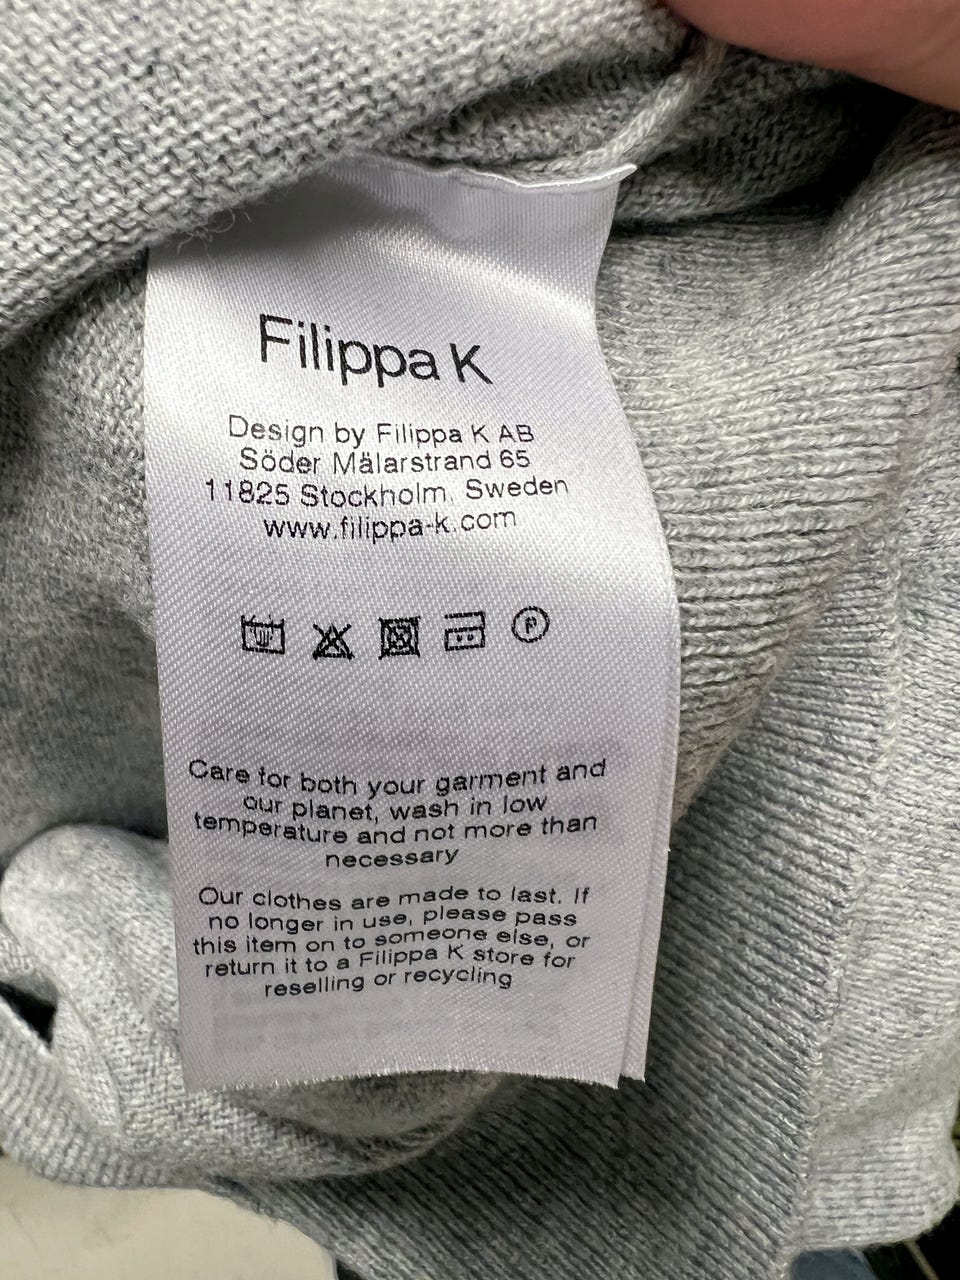 Filippa K
Design by Filippa K AB
Söder Mälarstrand 65
11825 Stockholm, Sweden
www.filippa-k.com
P
Care for both your garment and
our planet, wash in low
temperature and not more than
necessary
Our clothes are made to last. If
no longer in use, please pass
this item on to someone else, or
return it to a Filippa K store for
reselling or recycling